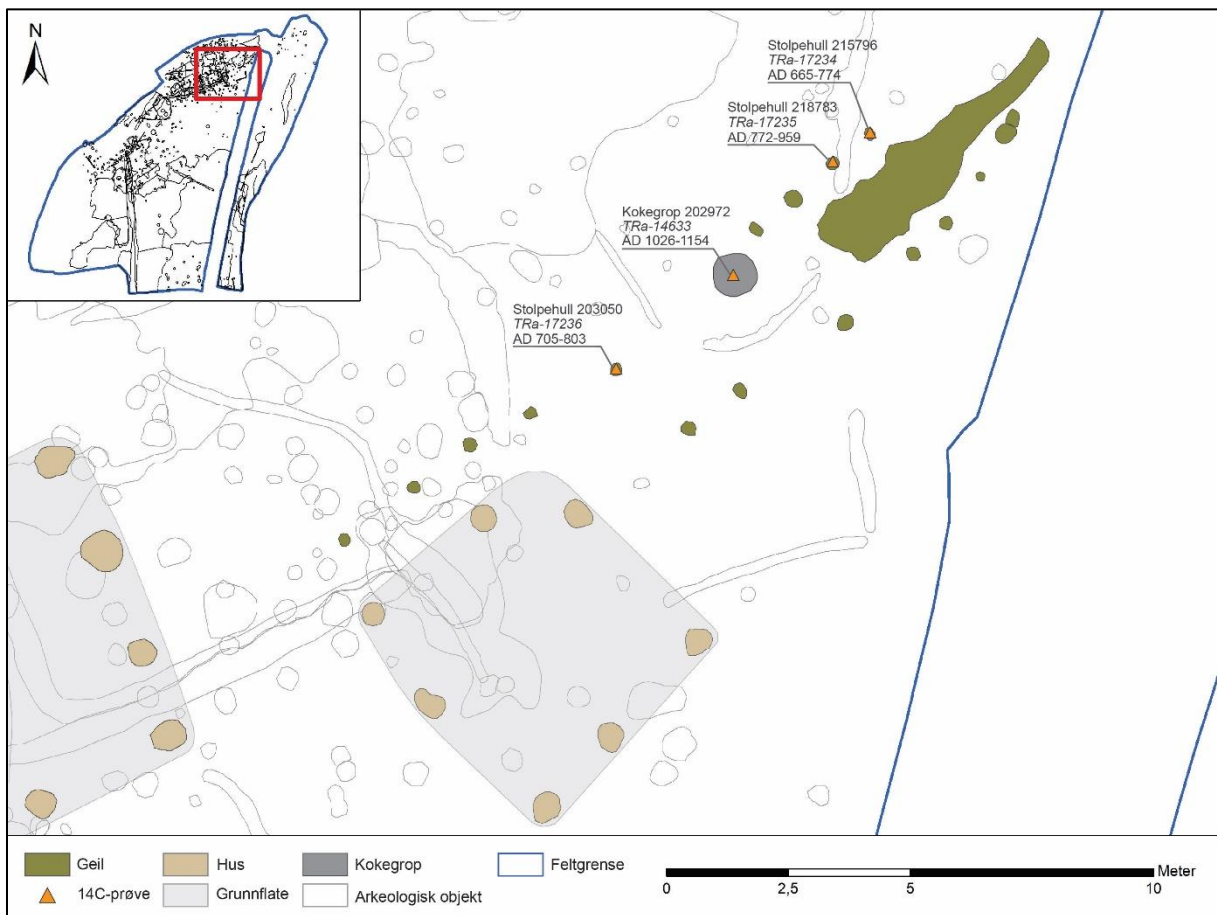 N
Stolpehull 215796
TRa-17234
AD 665-774
Stolpehull 218783
TRa-17235
AD 772-959
Kokegrop 202972
TRa-14633
AD 1026-1154
Stolpehull 203050
TRa-17236
AD 705-803
Geil
Hus
Kokegrop
Feltgrense
14C-prøve
Grunnflate
Arkeologisk objekt
Meter
0
2,5
5
10